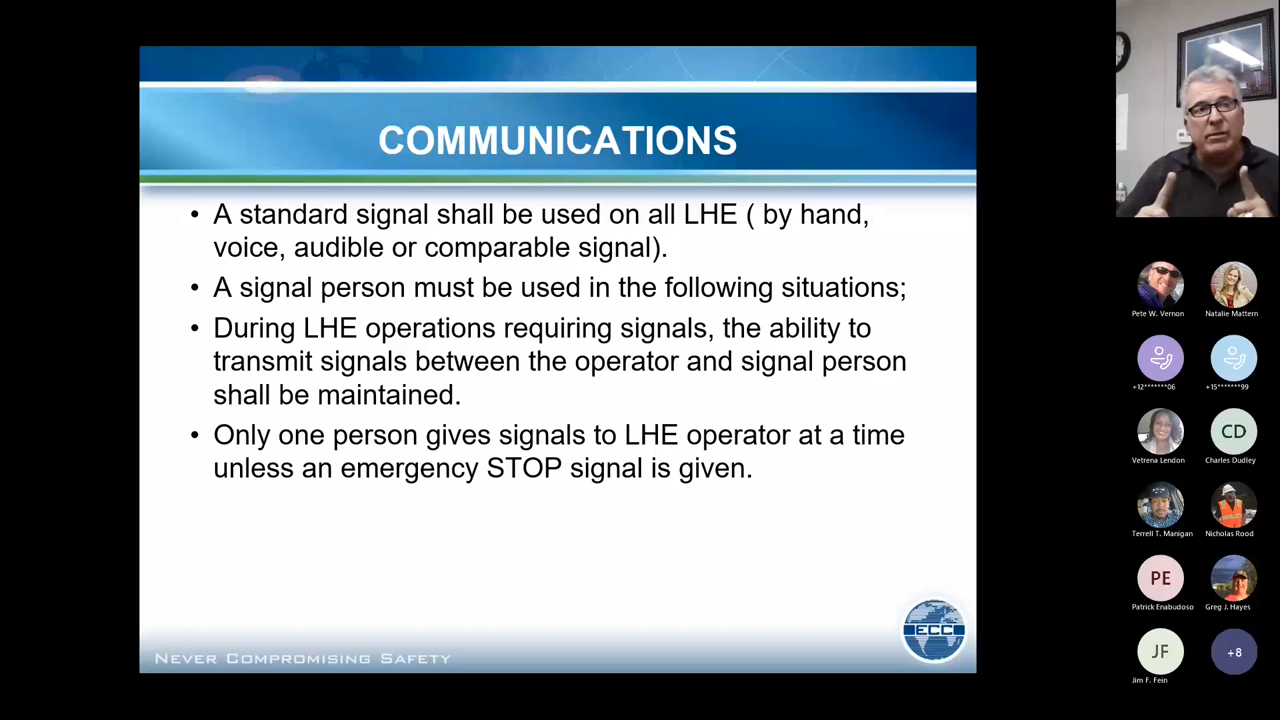 COMMUNICATIONS
• A standard signal shall be used on all LHE ( by hand,
voice, audible or comparable signal).
• A signal person must be used in the following situations;
• During LHE operations requiring signals, the ability to
transmit signals between the operator and signal person
shall be maintained.
• Only one person gives signals to LHE operator at a time
unless an emergency STOP signal is given.
NEVER COMPROMISING SAFETY
ECC
Pete W. Vernon
Natalie Mattern
+12*******06
+15*******99
Vetrena Lendon
CD
Charles Dudley
Terrell T. Manigan
Nicholas Rood
PE
Patrick Enabudoso
Greg J. Hayes
JF
Jim F. Fein
+8